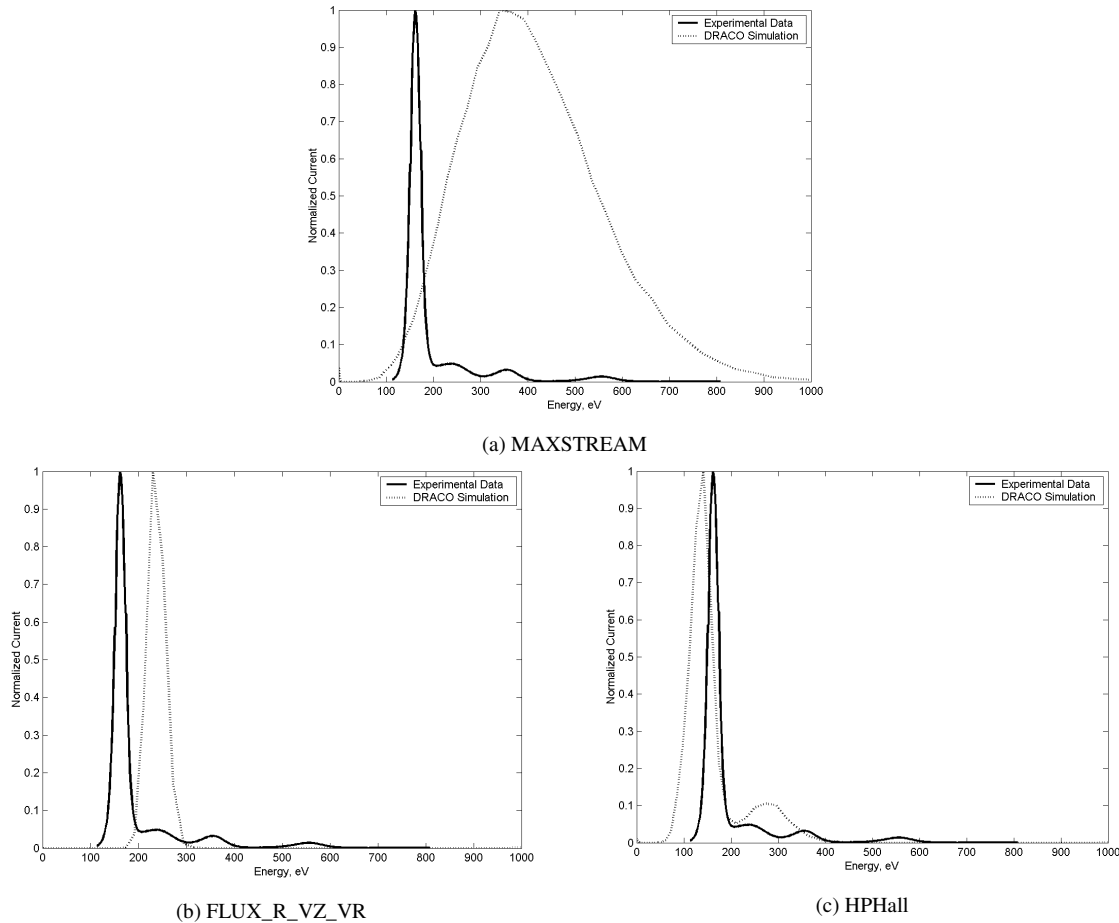 1
0.9
0.8
0.7
0.6
0.5
0.4
0.3
0.2
0.1
0
Normalized Current
Experimental Data
DRACO Simulation
0 100 200 300 400 500 600 700 800 900 1000
Energy, eV
(a) MAXSTREAM
1
0.9
0.8
0.7
0.6
0.5
0.4
0.3
0.2
0.1
0
Normalized Current
Experimental Data
DRACO Simulation
0 100 200 300 400 500 600 700 800 900 1000
Energy, eV
(b) FLUX_R_VZ_VR
1
0.9
0.8
0.7
0.6
0.5
0.4
0.3
0.2
0.1
0
Normalized Current
Experimental Data
DRACO Simulation
0 100 200 300 400 500 600 700 800 900 1000
Energy, eV
(c) HPHall